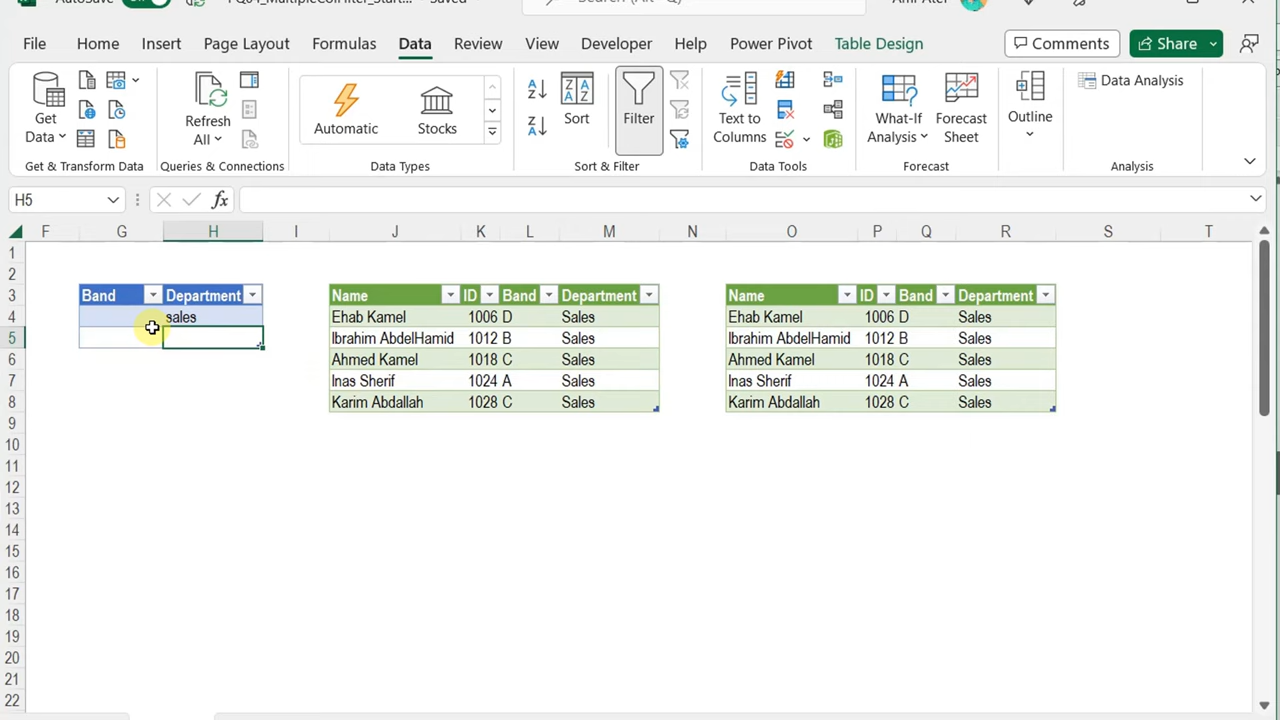 AutoSave
PQ04_MultipleColFilter_Start...
Saved
File Home Insert Page Layout Formulas Data Review View Developer Help Power Pivot Table Design
Comments Share
Get Data
Refresh All
Automatic Stocks
Sort Filter
Text to Columns
What-If Analysis
Forecast Sheet
Outline
Data Analysis
Get & Transform Data Queries & Connections Data Types Sort & Filter Data Tools Forecast Analysis
H5 fx
F G H I J K L M N O P Q R S T
1
2
3 Band Department Name ID Band Department Name ID Band Department
4 sales Ehab Kamel 1006 D Sales Ehab Kamel 1006 D Sales
5 Ibrahim AbdelHamid 1012 B Sales Ibrahim AbdelHamid 1012 B Sales
6 Ahmed Kamel 1018 C Sales Ahmed Kamel 1018 C Sales
7 Inas Sherif 1024 A Sales Inas Sherif 1024 A Sales
8 Karim Abdallah 1028 C Sales Karim Abdallah 1028 C Sales
9
10
11
12
13
14
15
16
17
18
19
20
21
22